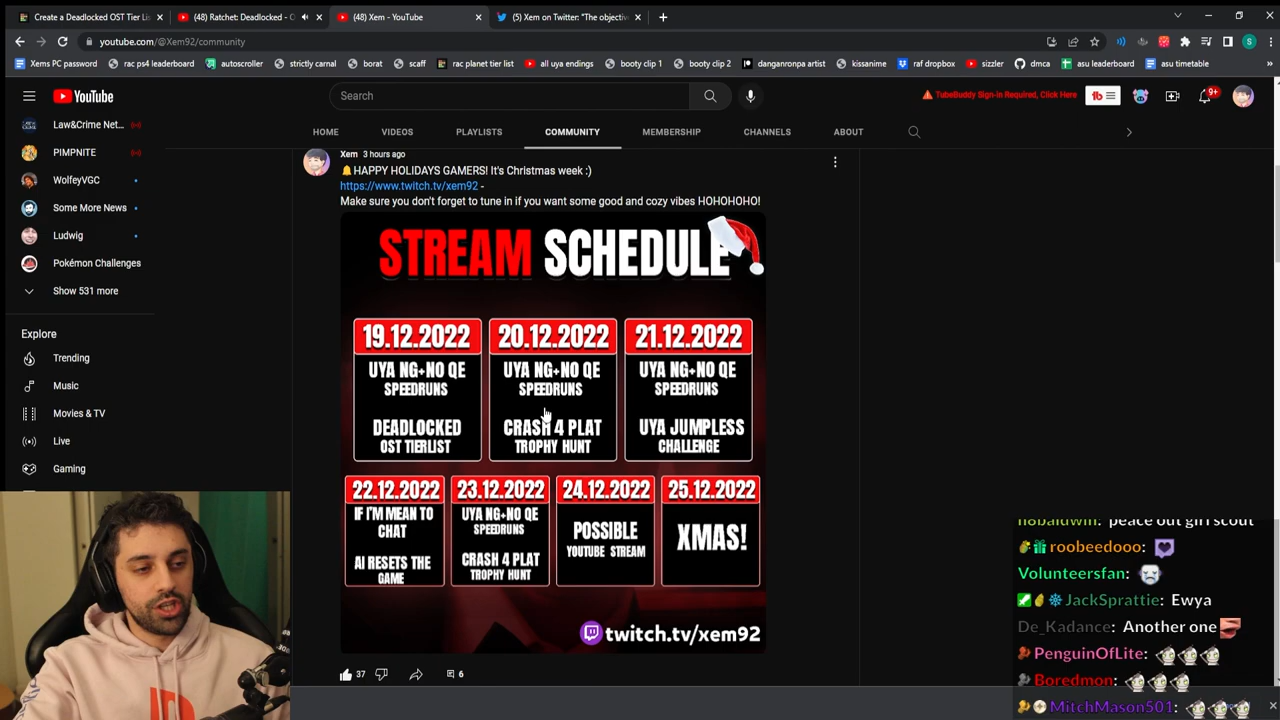 Create a Deadlocked OST Tier Lis
(48) Ratchet: Deadlocked - O
(48) Xem - YouTube
(5) Xem on Twitter: "The objectiv
youtube.com/@Xem92/community
Xems PC password
rac ps4 leaderboard
autoscroller
strictly carnal
borat
scaff
rac planet tier list
all uya endings
booty clip 1
booty clip 2
danganronpa artist
kissanime
raf dropbox
sizzler
dmca
asu leaderboard
asu timetable
YouTube
Search
TubeBuddy Sign-in Required, Click Here
tb
9+
HOME
VIDEOS
PLAYLISTS
COMMUNITY
MEMBERSHIP
CHANNELS
ABOUT
Law&Crime Net...
PIMPNITE
WolfeyVGC
Some More News
Ludwig
Pokémon Challenges
Show 531 more
Explore
Trending
Music
Movies & TV
Live
Gaming
Xem 3 hours ago
🔔HAPPY HOLIDAYS GAMERS! It's Christmas week :)
https://www.twitch.tv/xem92 -
Make sure you don't forget to tune in if you want some good and cozy vibes HOHOHOHO!
STREAM SCHEDULE
19.12.2022
UYA NG+NO QE
SPEEDRUNS
DEADLOCKED
OST TIERLIST
20.12.2022
UYA NG+NO QE
SPEEDRUNS
CRASH 4 PLAT
TROPHY HUNT
21.12.2022
UYA NG+NO QE
SPEEDRUNS
UYA JUMPLESS
CHALLENGE
22.12.2022
IF I'M MEAN TO
CHAT
AI RESETS THE
GAME
23.12.2022
UYA NG+NO QE
SPEEDRUNS
CRASH 4 PLAT
TROPHY HUNT
24.12.2022
POSSIBLE
YOUTUBE STREAM
25.12.2022
XMAS!
twitch.tv/xem92
37
6
n8baldwin: peace out girl scout
roobeedooo:
Volunteersfan:
JackSprattie: Ewya
De_Kadance: Another one
PenguinOfLite:
Boredmon:
MitchMason501: